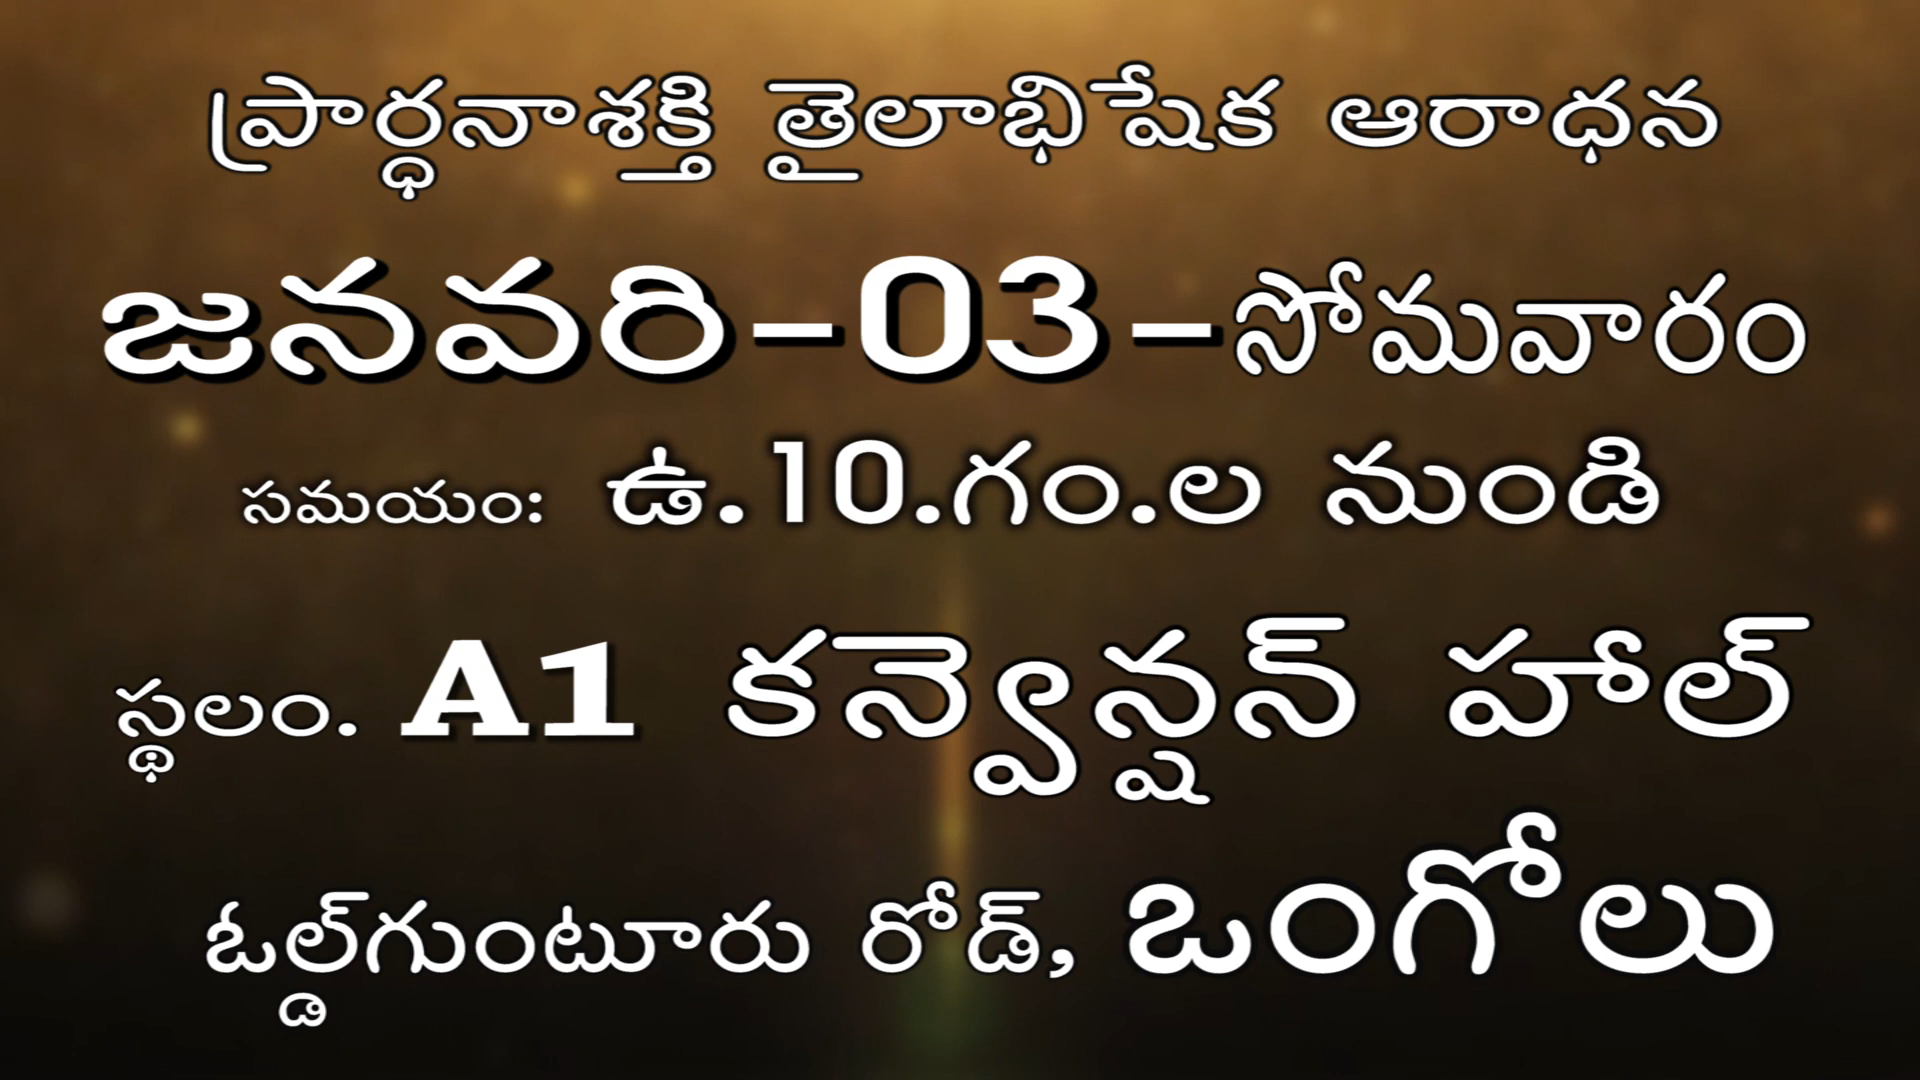 ప్రార్ధనాశక్తి తైలాభిషేక ఆరాధన
జనవరి-03-సోమవారం
సమయం: ఉ.10.గం.ల నుండి
స్థలం. A1 కన్వెన్షన్ హాల్
ఓల్డ్‌గుంటూరు రోడ్, ఒంగోలు